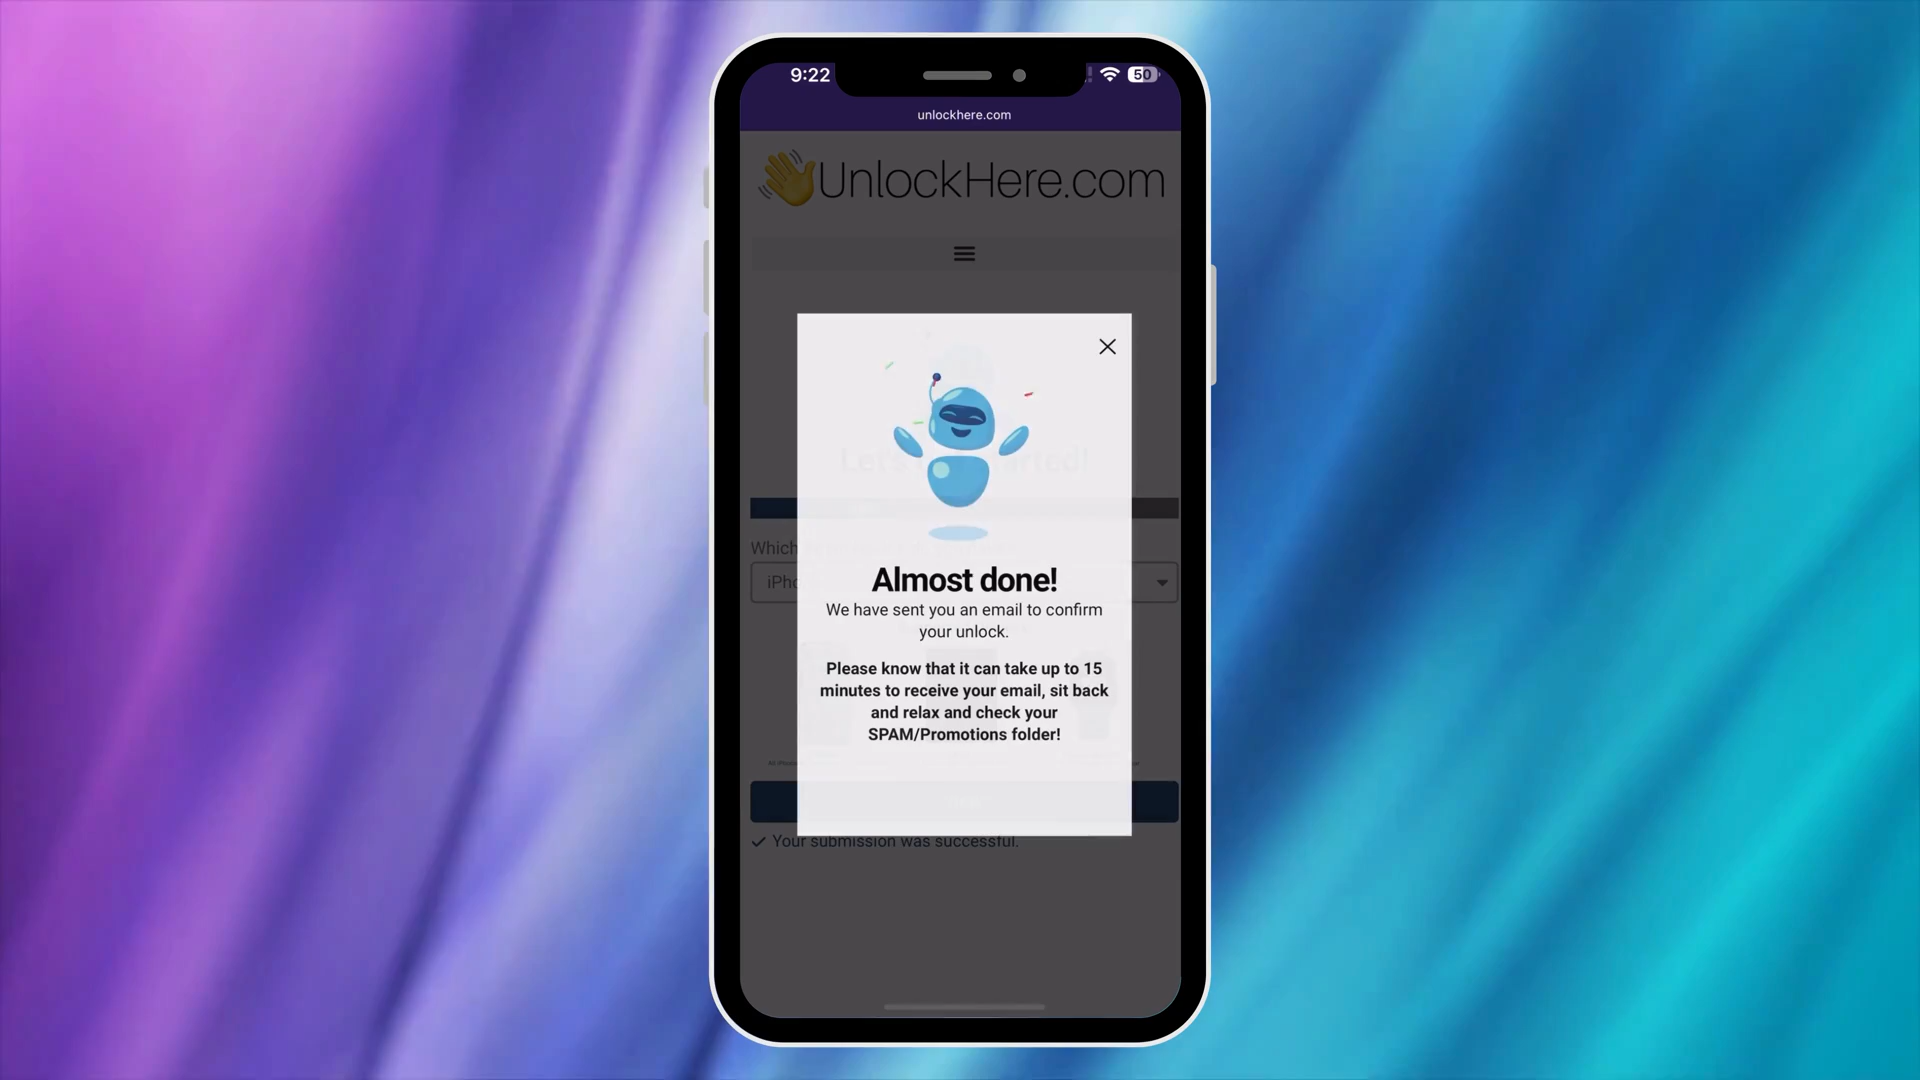 9:22
50
unlockhere.com
UnlockHere.com
Let's
Which
Almost done!
We have sent you an email to confirm
your unlock.
Please know that it can take up to 15
minutes to receive your email, sit back
and relax and check your
SPAM/Promotions folder!
Your submission was successful.